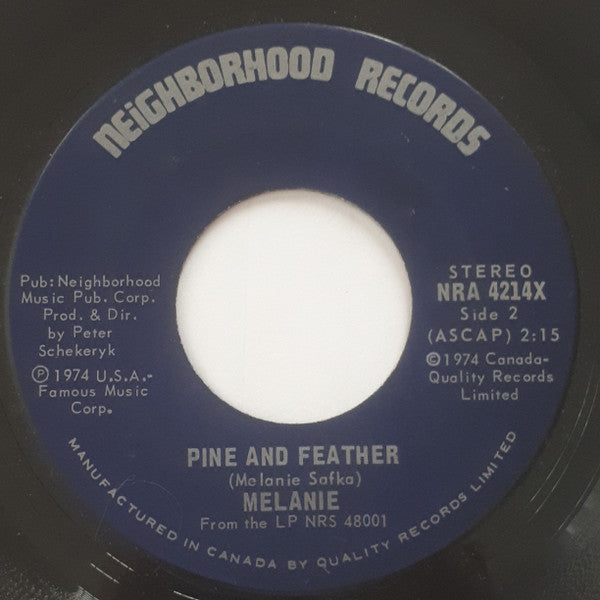 NEiGHBORHOOD RECORDS
Pub: Neighborhood
Music Pub. Corp.
Prod. & Dir.
by Peter
Schekeryk
Ⓟ 1974 U.S.A.-
Famous Music
Corp.
STEREO
NRA 4214X
Side 2
(ASCAP) 2:15
© 1974 Canada-
Quality Records
Limited
PINE AND FEATHER
(Melanie Safka)
MELANIE
From the LP NRS 48001
MANUFACTURED IN CANADA BY QUALITY RECORDS LIMITED